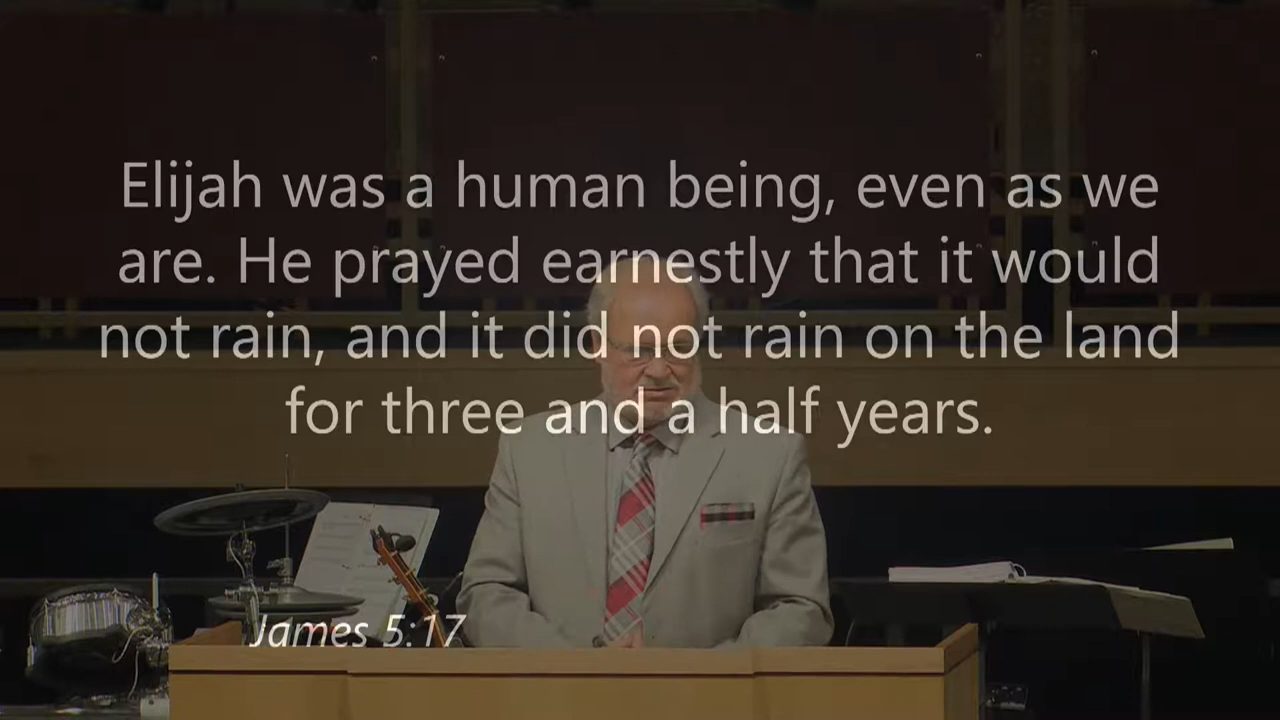 Elijah was a human being, even as we
are. He prayed earnestly that it would
not rain, and it did not rain on the land
for three and a half years.
James 5:17